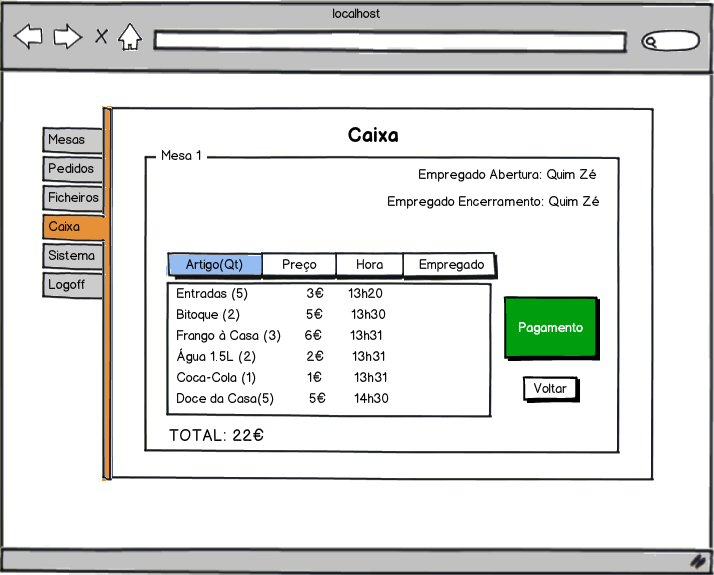 localhost
Mesas
Pedidos
Ficheiros
Caixa
Sistema
Logoff
Caixa
Mesa 1
Empregado Abertura: Quim Zé
Empregado Encerramento: Quim Zé
Artigo(Qt) Preço Hora Empregado
Entradas (5) 3€ 13h20
Bitoque (2) 5€ 13h30
Frango à Casa (3) 6€ 13h31
Água 1.5L (2) 2€ 13h31
Coca-Cola (1) 1€ 13h31
Doce da Casa(5) 5€ 14h30
Pagamento
Voltar
TOTAL: 22€